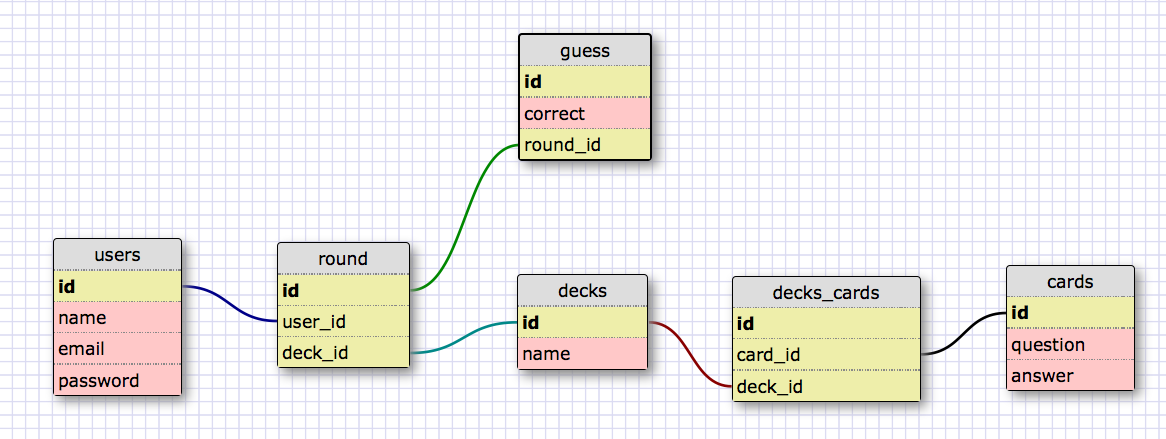 guess
id
correct
round_id
users
id
name
email
password
round
id
user_id
deck_id
decks
id
name
decks_cards
id
card_id
deck_id
cards
id
question
answer